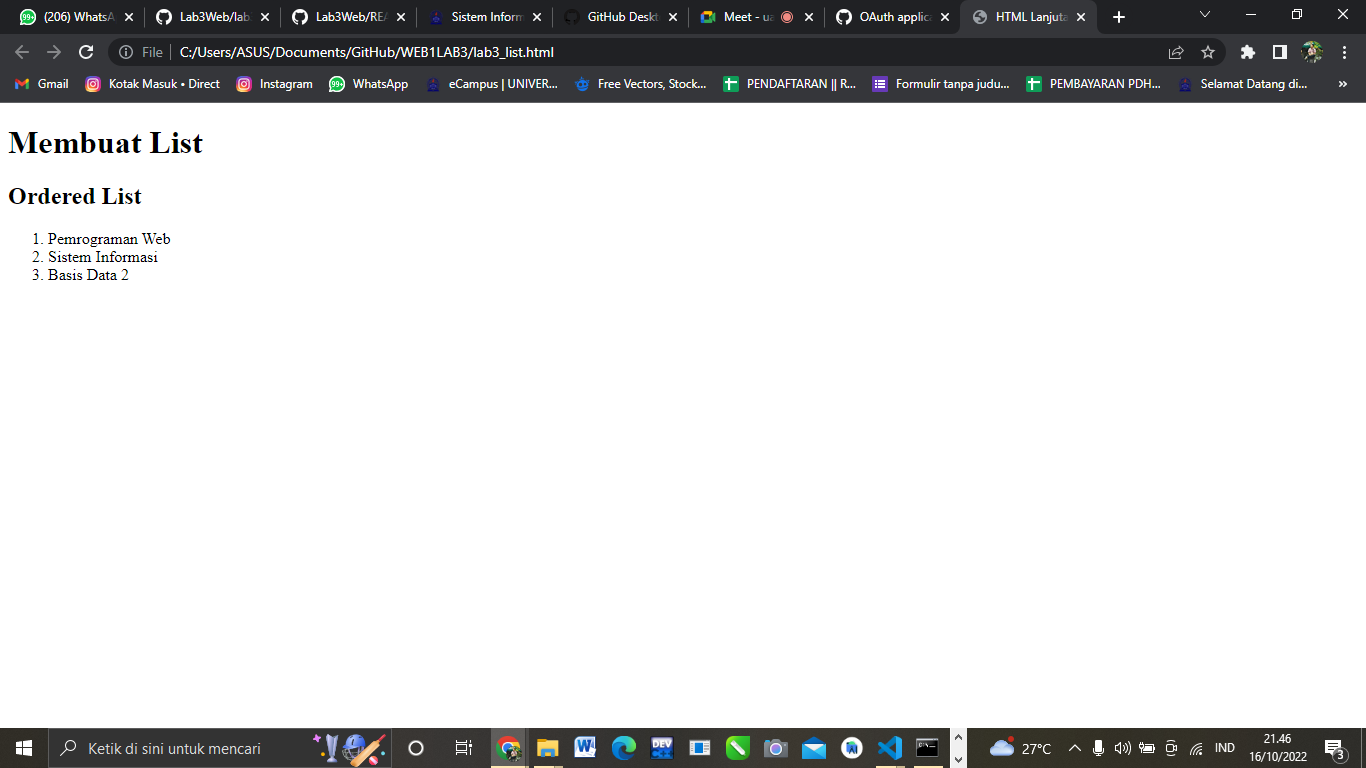 (206) WhatsA
Lab3Web/lab
Lab3Web/REA
Sistem Inform
GitHub Deskt
Meet - ua
OAuth applica
HTML Lanjuta
File
C:/Users/ASUS/Documents/GitHub/WEB1LAB3/lab3_list.html
Gmail
Kotak Masuk • Direct
Instagram
99+
WhatsApp
eCampus | UNIVER...
Free Vectors, Stock...
PENDAFTARAN || R...
Formulir tanpa judu...
PEMBAYARAN PDH...
Selamat Datang di...
Membuat List
Ordered List
1. Pemrograman Web
2. Sistem Informasi
3. Basis Data 2
Ketik di sini untuk mencari
DEV
27°C
IND
21.46
16/10/2022
3